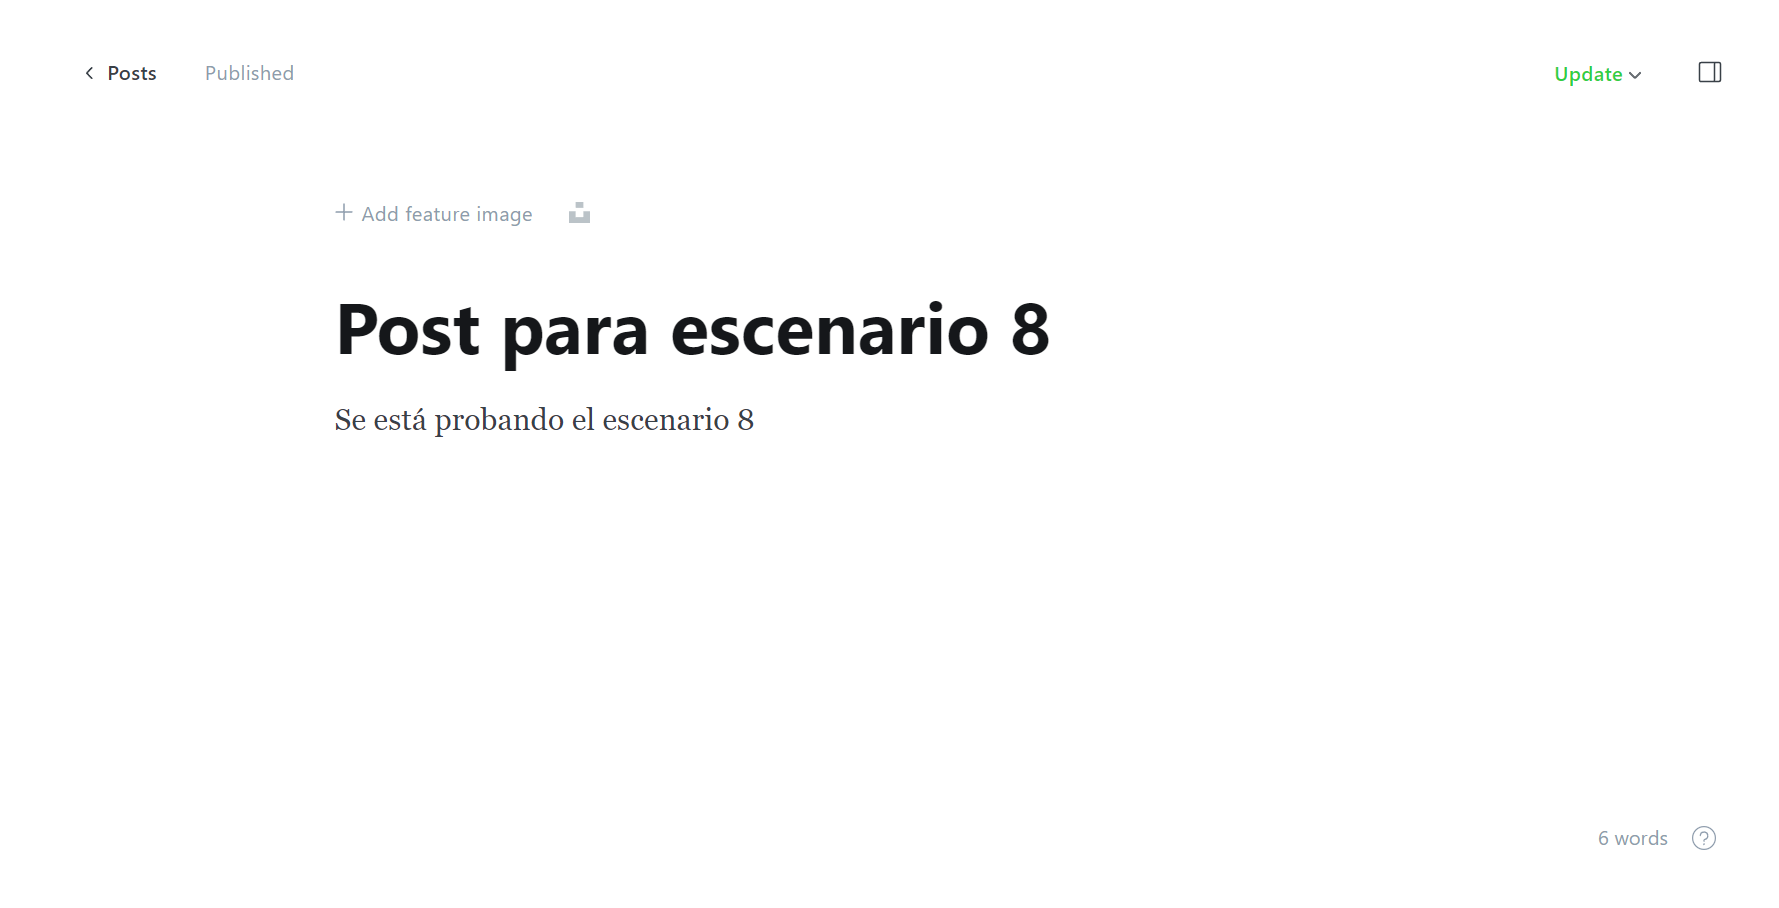 Posts
Published
Update
Add feature image
Post para escenario 8
Se está probando el escenario 8
6 words
?